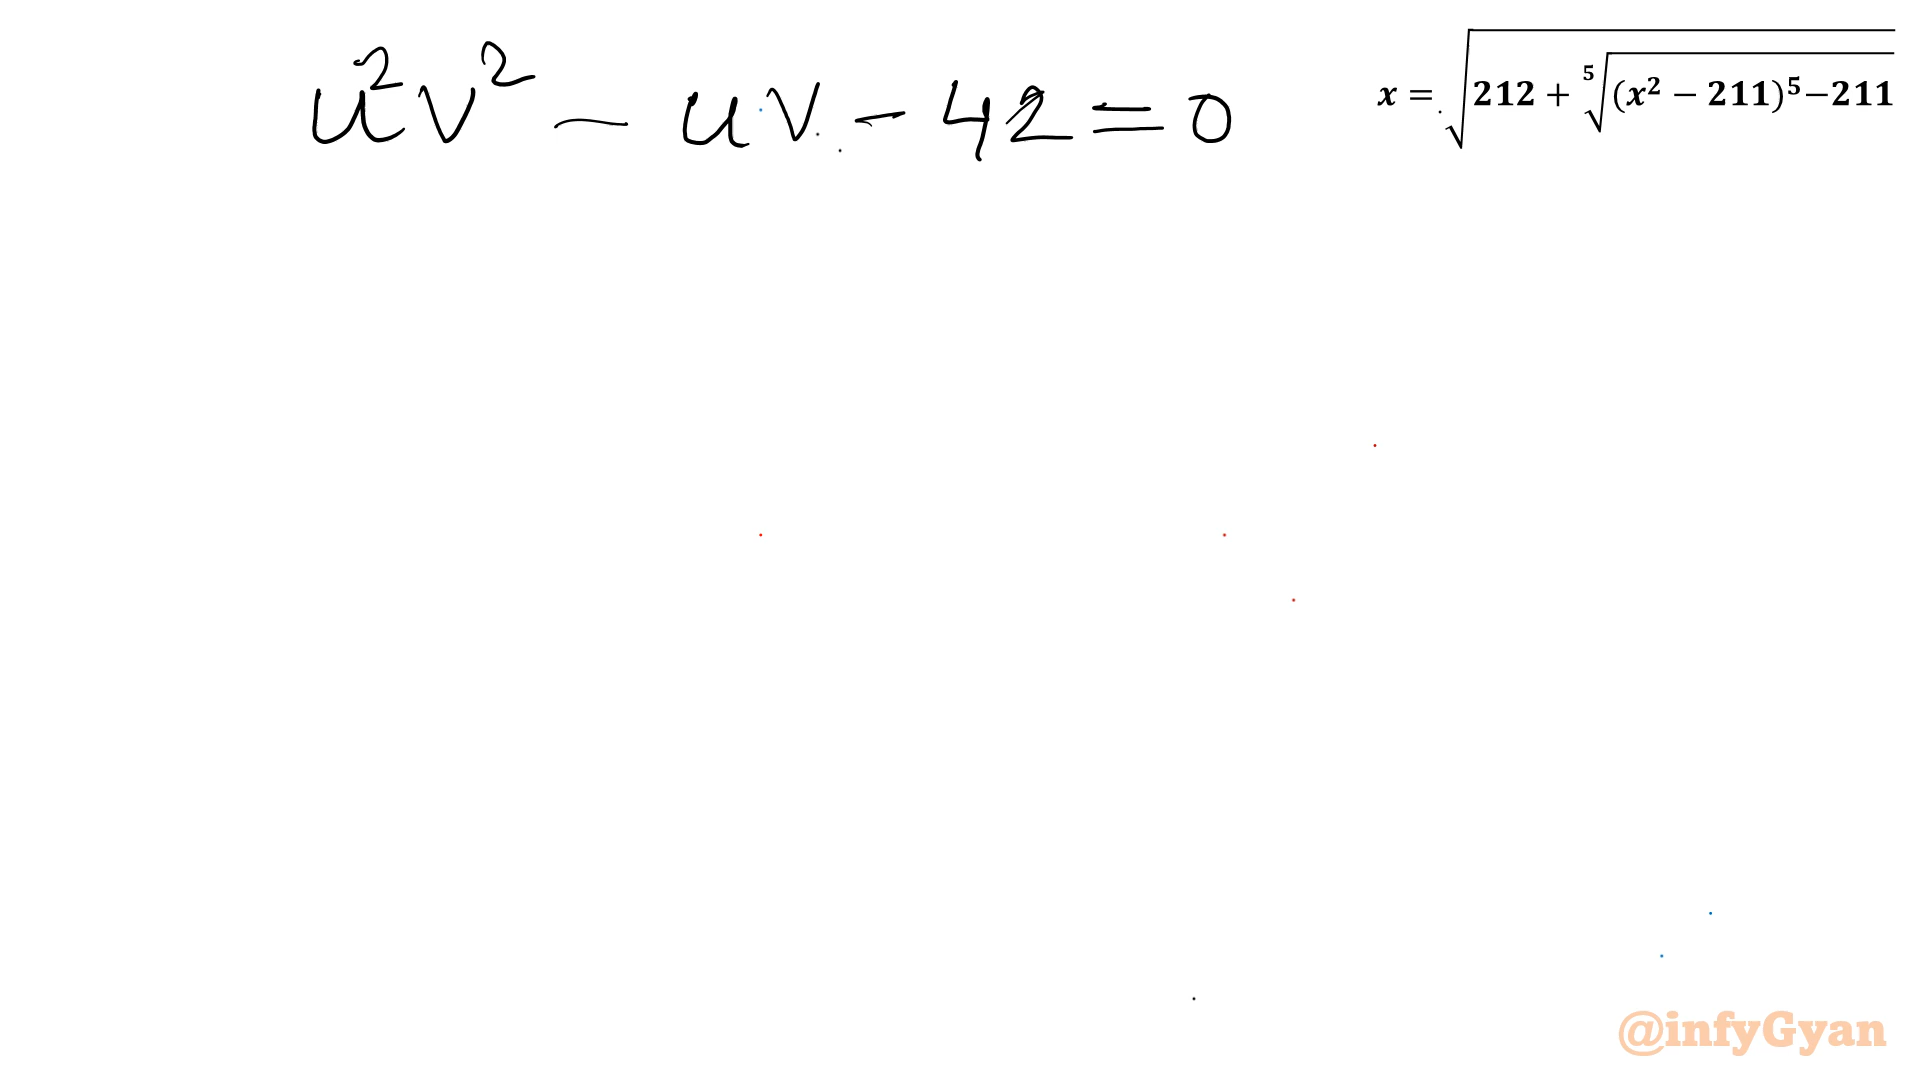 u²v² - uv - 42 = 0
x = √(212 + ⁵√((x² − 211)⁵−211))
@infyGyan